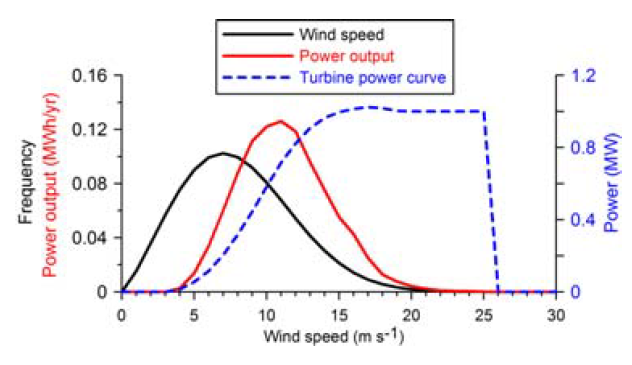 Wind speed
Power output
Turbine power curve
0.16
0.12
0.08
0.04
0
Frequency
Power output (MWh/yr)
1.2
0.8
0.4
0
Power (MW)
0 5 10 15 20 25 30
Wind speed (m s-1)